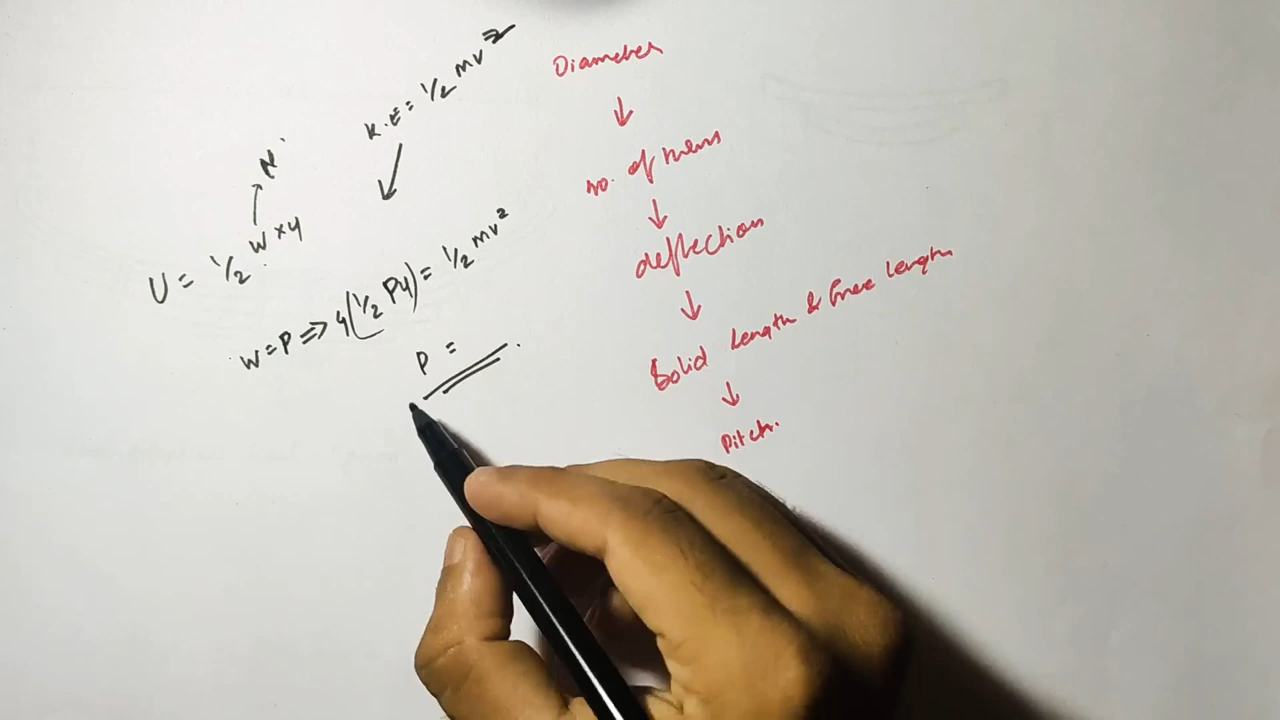 K.E = 1/2 mv²
N
U = 1/2 W × y
W = P => 4(1/2 Py) = 1/2 mv²
P =
Diameter
↓
no. of turns
↓
deflection
↓
Solid Length & Free length
↓
Pitch.